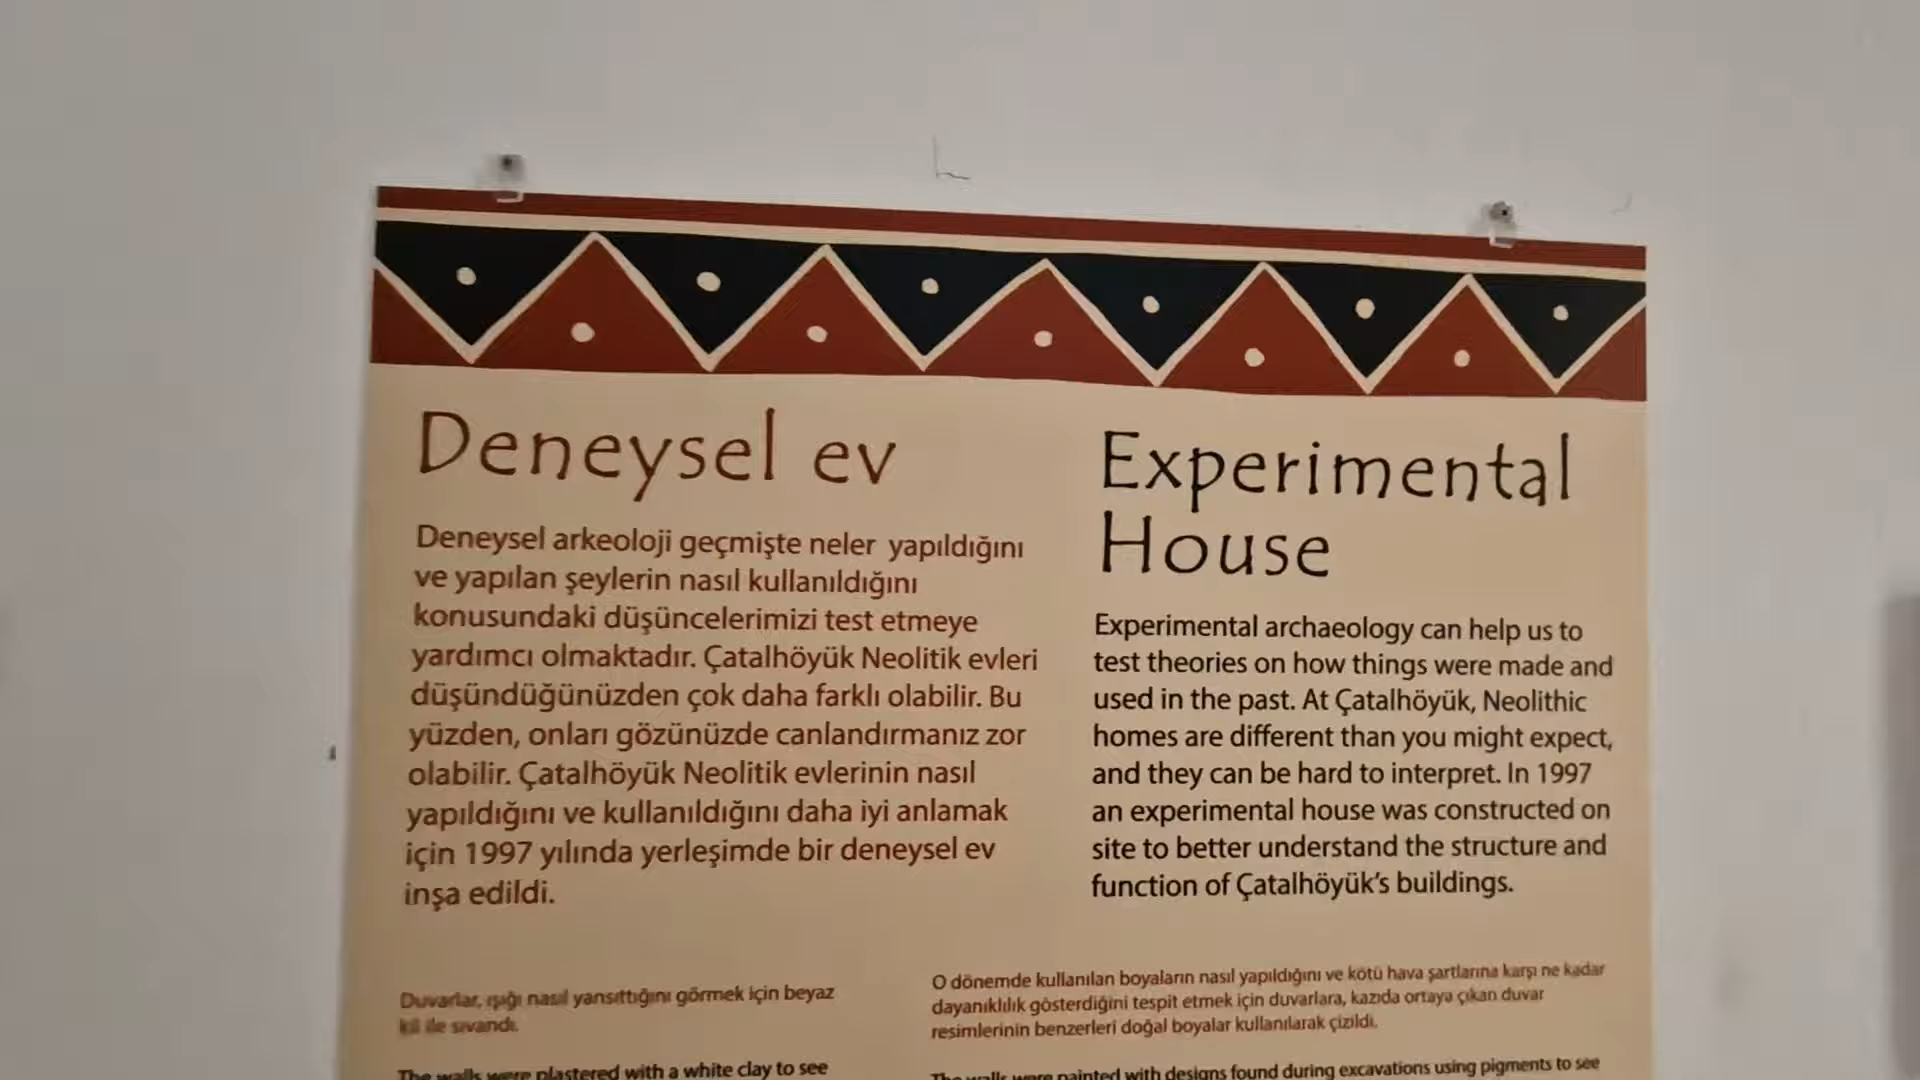 Deneysel ev
Deneysel arkeoloji geçmişte neler yapıldığını
ve yapılan şeylerin nasıl kullanıldığını
konusundaki düşüncelerimizi test etmeye
yardımcı olmaktadır. Çatalhöyük Neolitik evleri
düşündüğünüzden çok daha farklı olabilir. Bu
yüzden, onları gözünüzde canlandırmanız zor
olabilir. Çatalhöyük Neolitik evlerinin nasıl
yapıldığını ve kullanıldığını daha iyi anlamak
için 1997 yılında yerleşimde bir deneysel ev
inşa edildi.
Experimental
House
Experimental archaeology can help us to
test theories on how things were made and
used in the past. At Çatalhöyük, Neolithic
homes are different than you might expect,
and they can be hard to interpret. In 1997
an experimental house was constructed on
site to better understand the structure and
function of Çatalhöyük's buildings.
Duvarlar, ışığı nasıl yansıttığını görmek için beyaz
kil ile sıvandı.
The walls were plastered with a white clay to see
O dönemde kullanılan boyaların nasıl yapıldığını ve kötü hava şartlarına karşı ne kadar
dayanıklılık gösterdiğini tespit etmek için duvarlara, kazıda ortaya çıkan duvar
resimlerinin benzerleri doğal boyalar kullanılarak çizildi.
The walls were painted with designs found during excavations using pigments to see